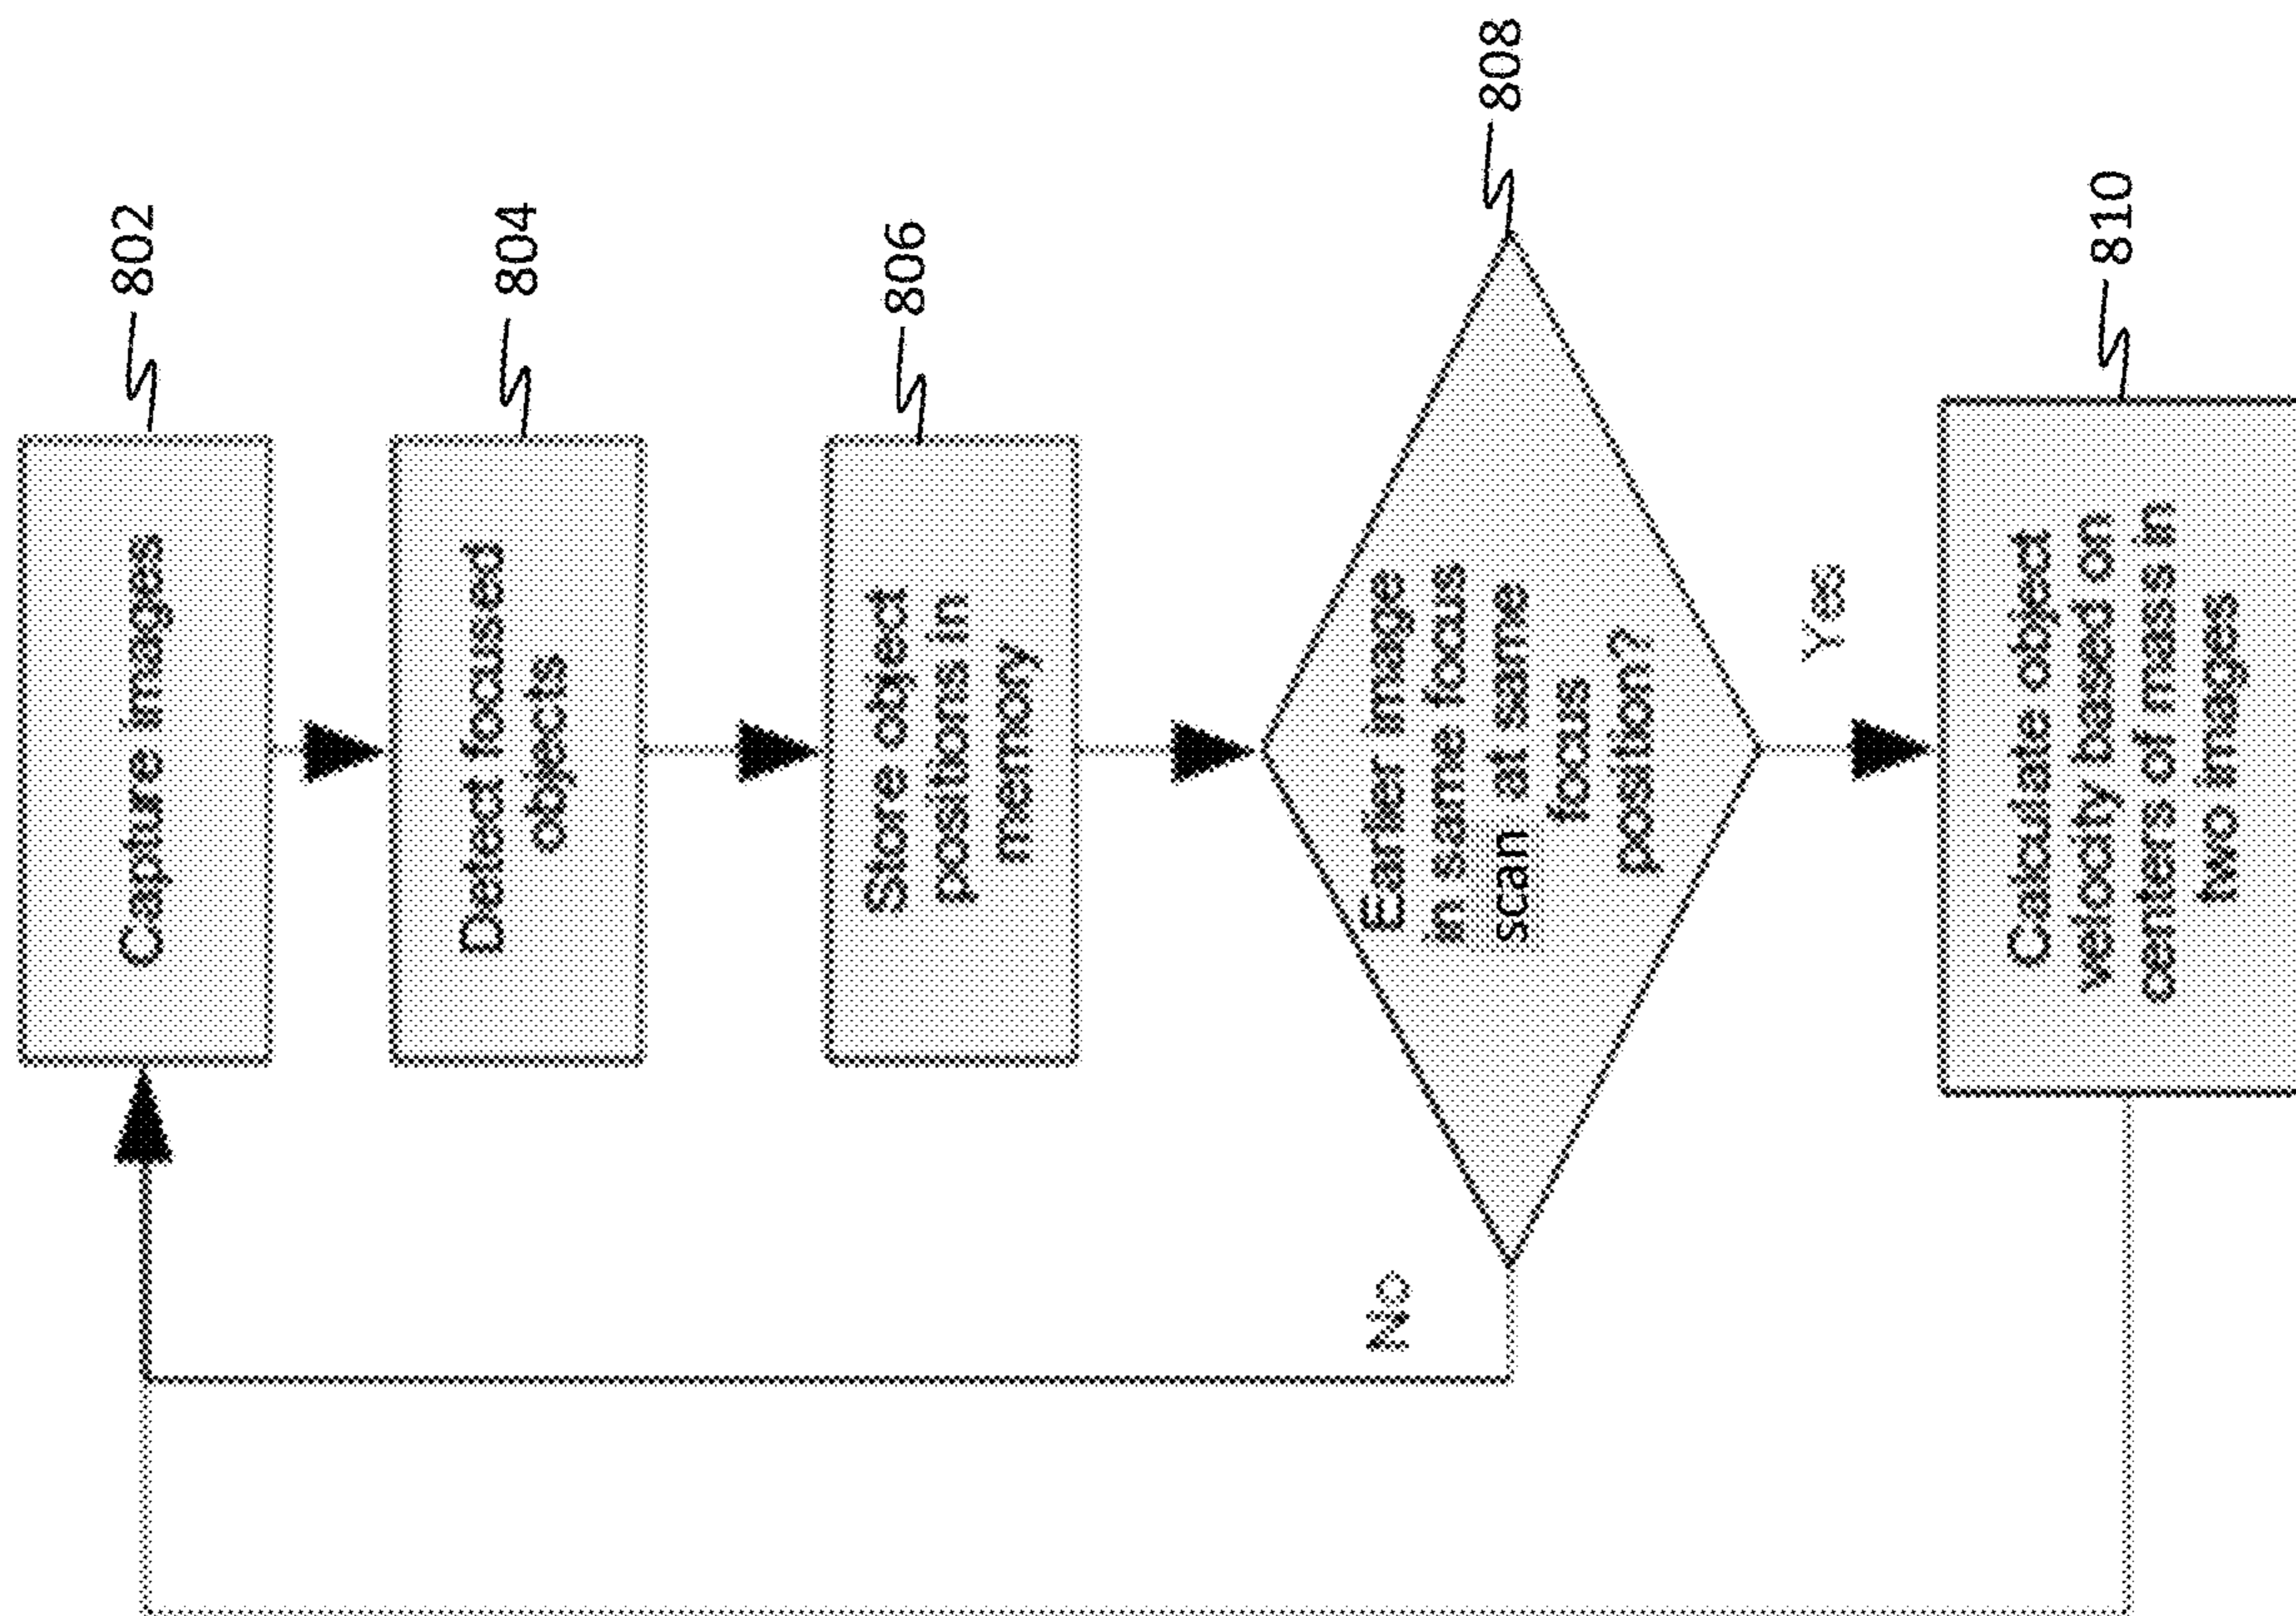 Capture images
802
Detect focused
objects
804
Store object
positions in
memory
806
Earlier image
in same focus
scan at same
focus
position?
808
No
Yes
Calculate object
velocity based on
centers of mass in
two images
810